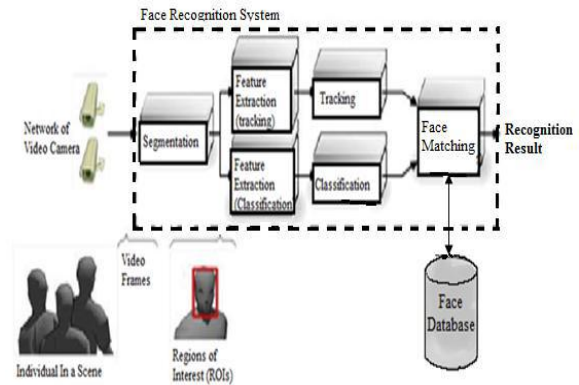 Face Recognition System
Network of
Video Camera
Segmentation
Feature
Extraction
(tracking)
Tracking
Feature
Extraction
(Classification
Classification
Face
Matching
Recognition
Result
Video
Frames
Individual In a Scene
Regions of
Interest (ROIs)
Face
Database